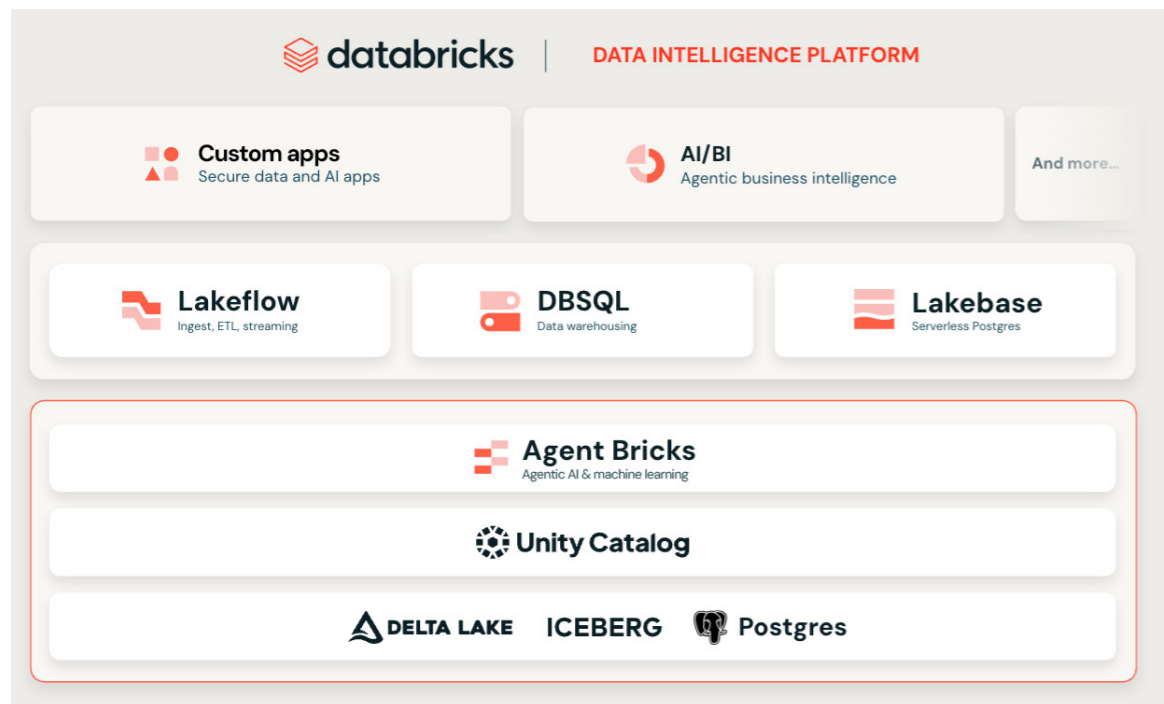 databricks | DATA INTELLIGENCE PLATFORM
Custom apps
Secure data and AI apps
AI/BI
Agentic business intelligence
And more...
Lakeflow
Ingest, ETL, streaming
DBSQL
Data warehousing
Lakebase
Serverless Postgres
Agent Bricks
Agentic AI & machine learning
Unity Catalog
DELTA LAKE ICEBERG Postgres